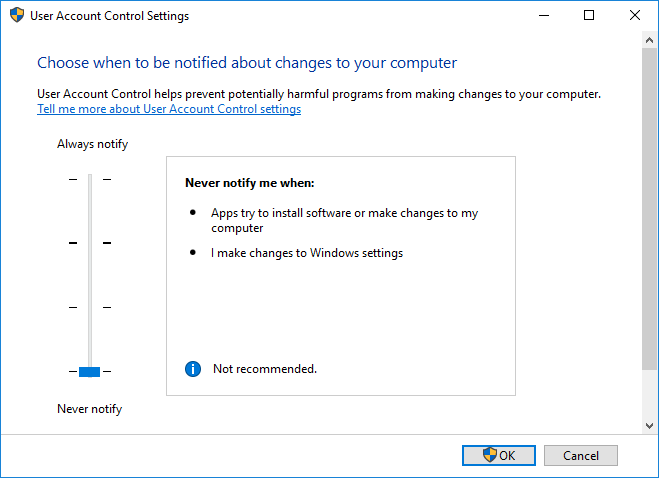 User Account Control Settings
Choose when to be notified about changes to your computer
User Account Control helps prevent potentially harmful programs from making changes to your computer.
Tell me more about User Account Control settings
Always notify
Never notify me when:
Apps try to install software or make changes to my
computer
I make changes to Windows settings
Not recommended.
Never notify
OK
Cancel